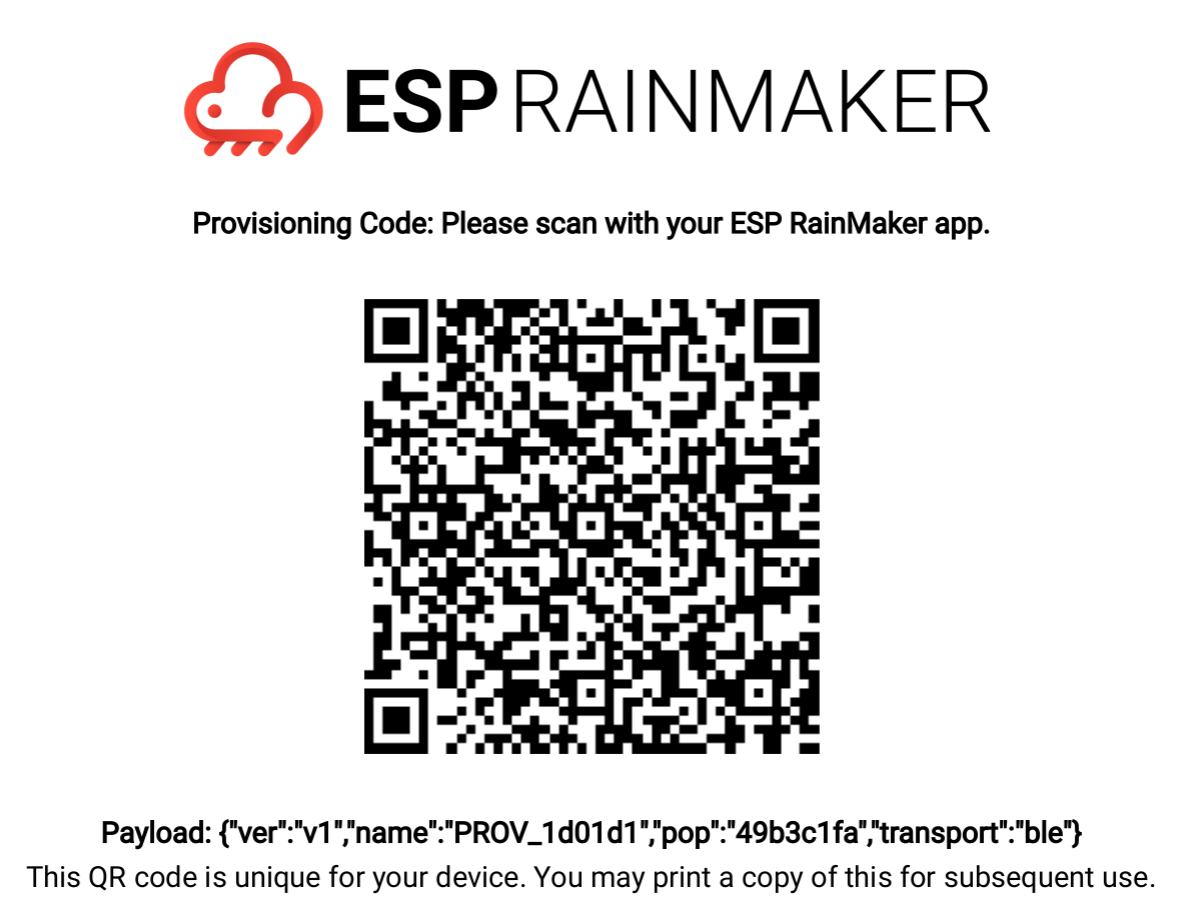 ESP RAINMAKER
Provisioning Code: Please scan with your ESP RainMaker app.
Payload: {"ver":"v1","name":"PROV_1d01d1","pop":"49b3c1fa","transport":"ble"}
This QR code is unique for your device. You may print a copy of this for subsequent use.